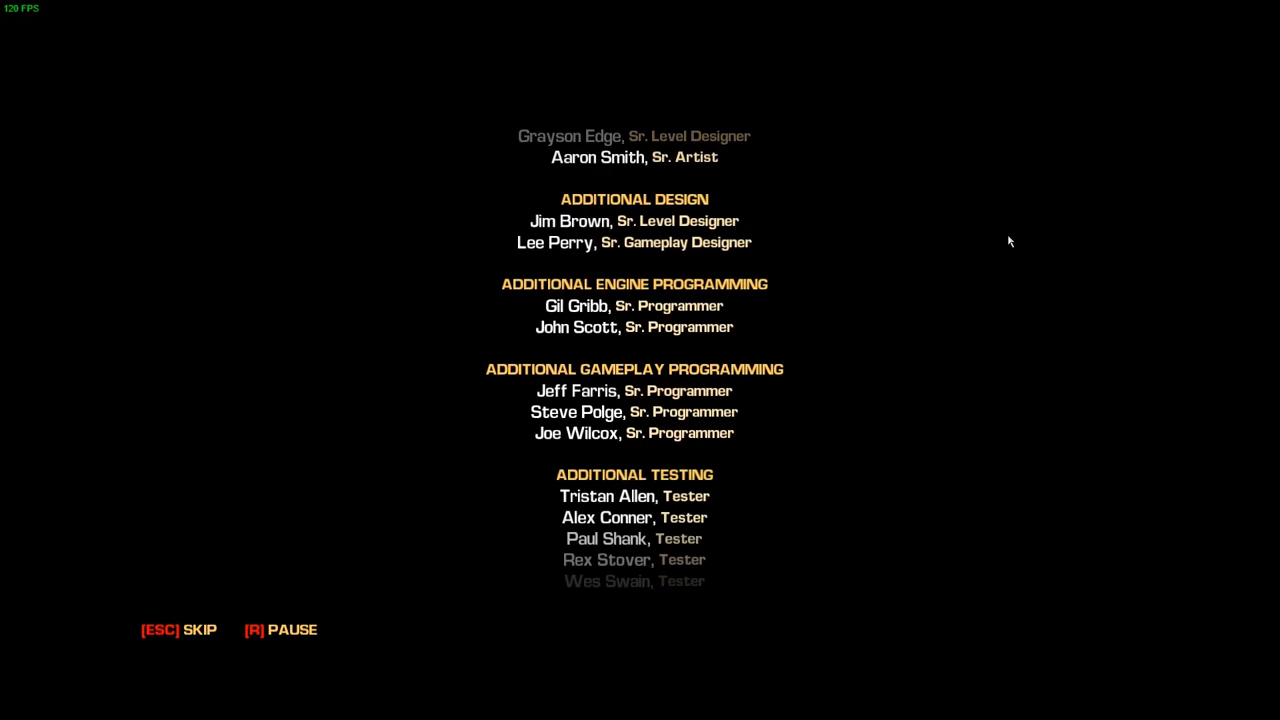 120 FPS
Grayson Edge, Sr. Level Designer
Aaron Smith, Sr. Artist
ADDITIONAL DESIGN
Jim Brown, Sr. Level Designer
Lee Perry, Sr. Gameplay Designer
ADDITIONAL ENGINE PROGRAMMING
Gil Gribb, Sr. Programmer
John Scott, Sr. Programmer
ADDITIONAL GAMEPLAY PROGRAMMING
Jeff Farris, Sr. Programmer
Steve Polge, Sr. Programmer
Joe Wilcox, Sr. Programmer
ADDITIONAL TESTING
Tristan Allen, Tester
Alex Conner, Tester
Paul Shank, Tester
Rex Stover, Tester
Wes Swain, Tester
[ESC] SKIP [R] PAUSE